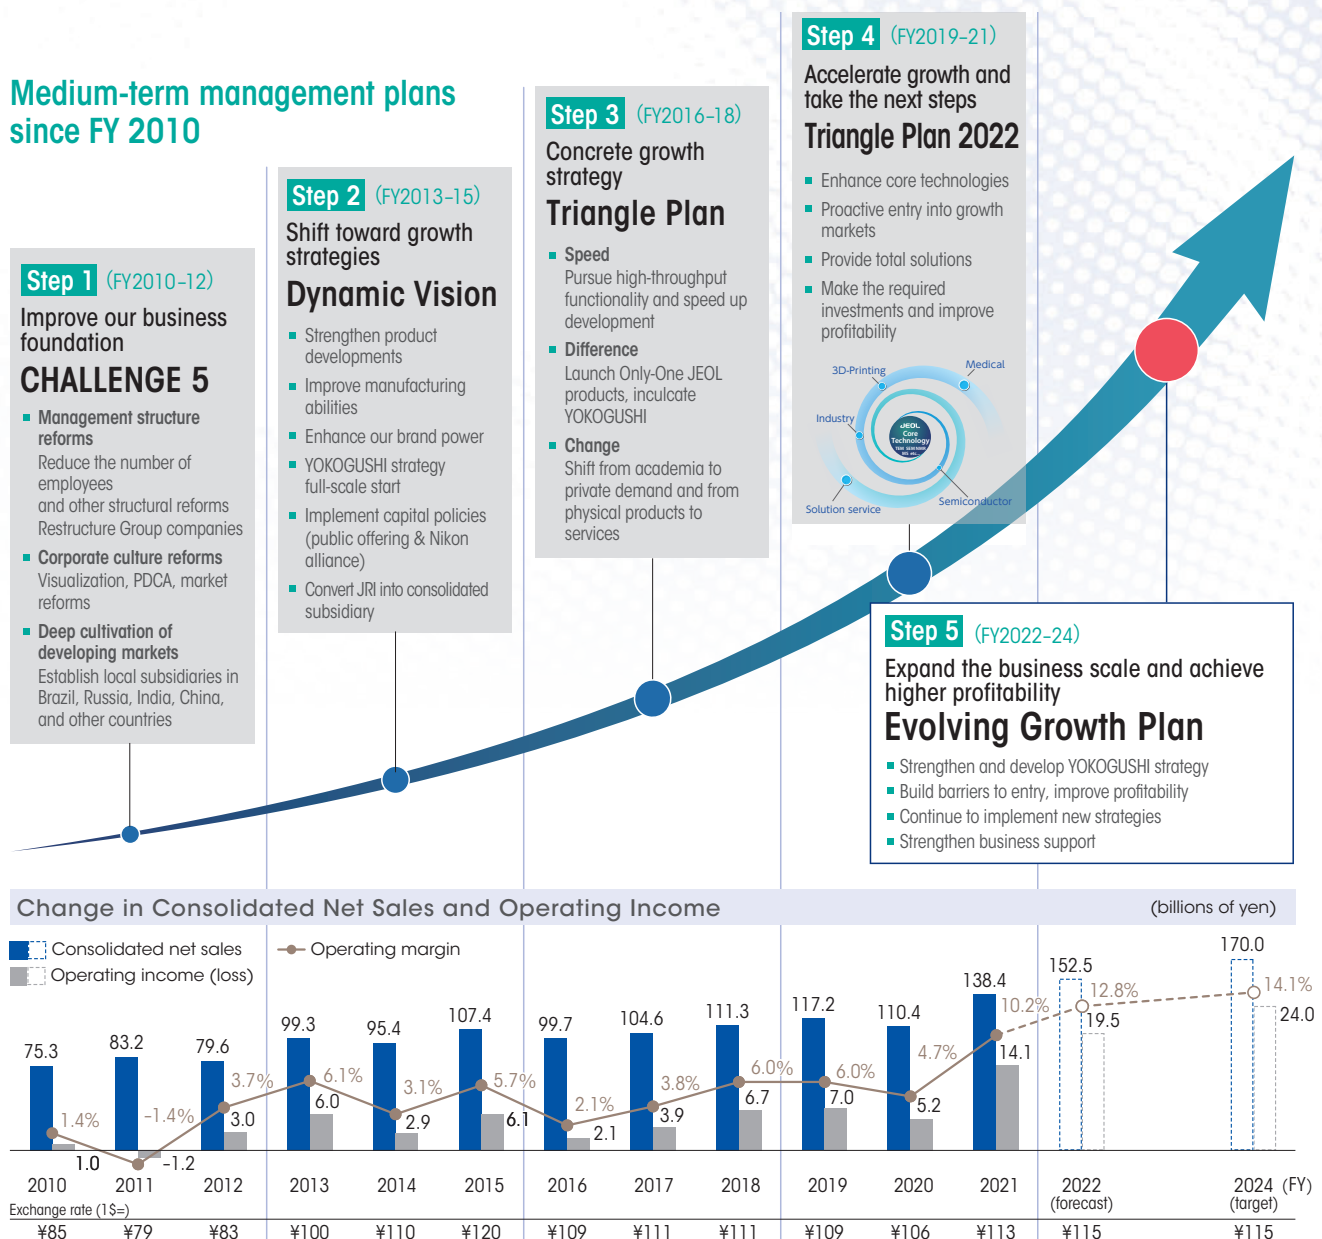 Medium-term management plans
since FY 2010
Step 1 (FY2010–12)
Improve our business
foundation
CHALLENGE 5
Management structure
reforms
Reduce the number of
employees
and other structural reforms
Restructure Group companies
Corporate culture reforms
Visualization, PDCA, market
reforms
Deep cultivation of
developing markets
Establish local subsidiaries in
Brazil, Russia, India, China,
and other countries
Step 2 (FY2013–15)
Shift toward growth
strategies
Dynamic Vision
Strengthen product
developments
Improve manufacturing
abilities
Enhance our brand power
YOKOGUSHI strategy
full-scale start
Implement capital policies
(public offering & Nikon
alliance)
Convert JRI into consolidated
subsidiary
Step 3 (FY2016–18)
Concrete growth
strategy
Triangle Plan
Speed
Pursue high-throughput
functionality and speed up
development
Difference
Launch Only-One JEOL
products, inculcate
YOKOGUSHI
Change
Shift from academia to
private demand and from
physical products to
services
Step 4 (FY2019–21)
Accelerate growth and
take the next steps
Triangle Plan 2022
Enhance core technologies
Proactive entry into growth
markets
Provide total solutions
Make the required
investments and improve
profitability
3D-Printing
Medical
Industry
JEOL
Core
Technology
Solution service
Semiconductor
Step 5 (FY2022–24)
Expand the business scale and achieve
higher profitability
Evolving Growth Plan
Strengthen and develop YOKOGUSHI strategy
Build barriers to entry, improve profitability
Continue to implement new strategies
Strengthen business support
Change in Consolidated Net Sales and Operating Income (billions of yen)
Consolidated net sales Operating margin
Operating income (loss)
75.3 83.2 79.6 99.3 95.4 107.4 99.7 104.6 111.3 117.2 110.4 138.4 152.5 170.0
1.4% –1.4% 3.7% 6.1% 3.1% 5.7% 2.1% 3.8% 6.0% 6.0% 4.7% 10.2% 12.8% 14.1%
1.0 –1.2 3.0 6.0 2.9 6.1 2.1 3.9 6.7 7.0 5.2 14.1 19.5 24.0
2010 2011 2012 2013 2014 2015 2016 2017 2018 2019 2020 2021 2022 2024 (FY)
(forecast) (target)
Exchange rate (1$=)
¥85 ¥79 ¥83 ¥100 ¥110 ¥120 ¥109 ¥111 ¥111 ¥109 ¥106 ¥113 ¥115 ¥115